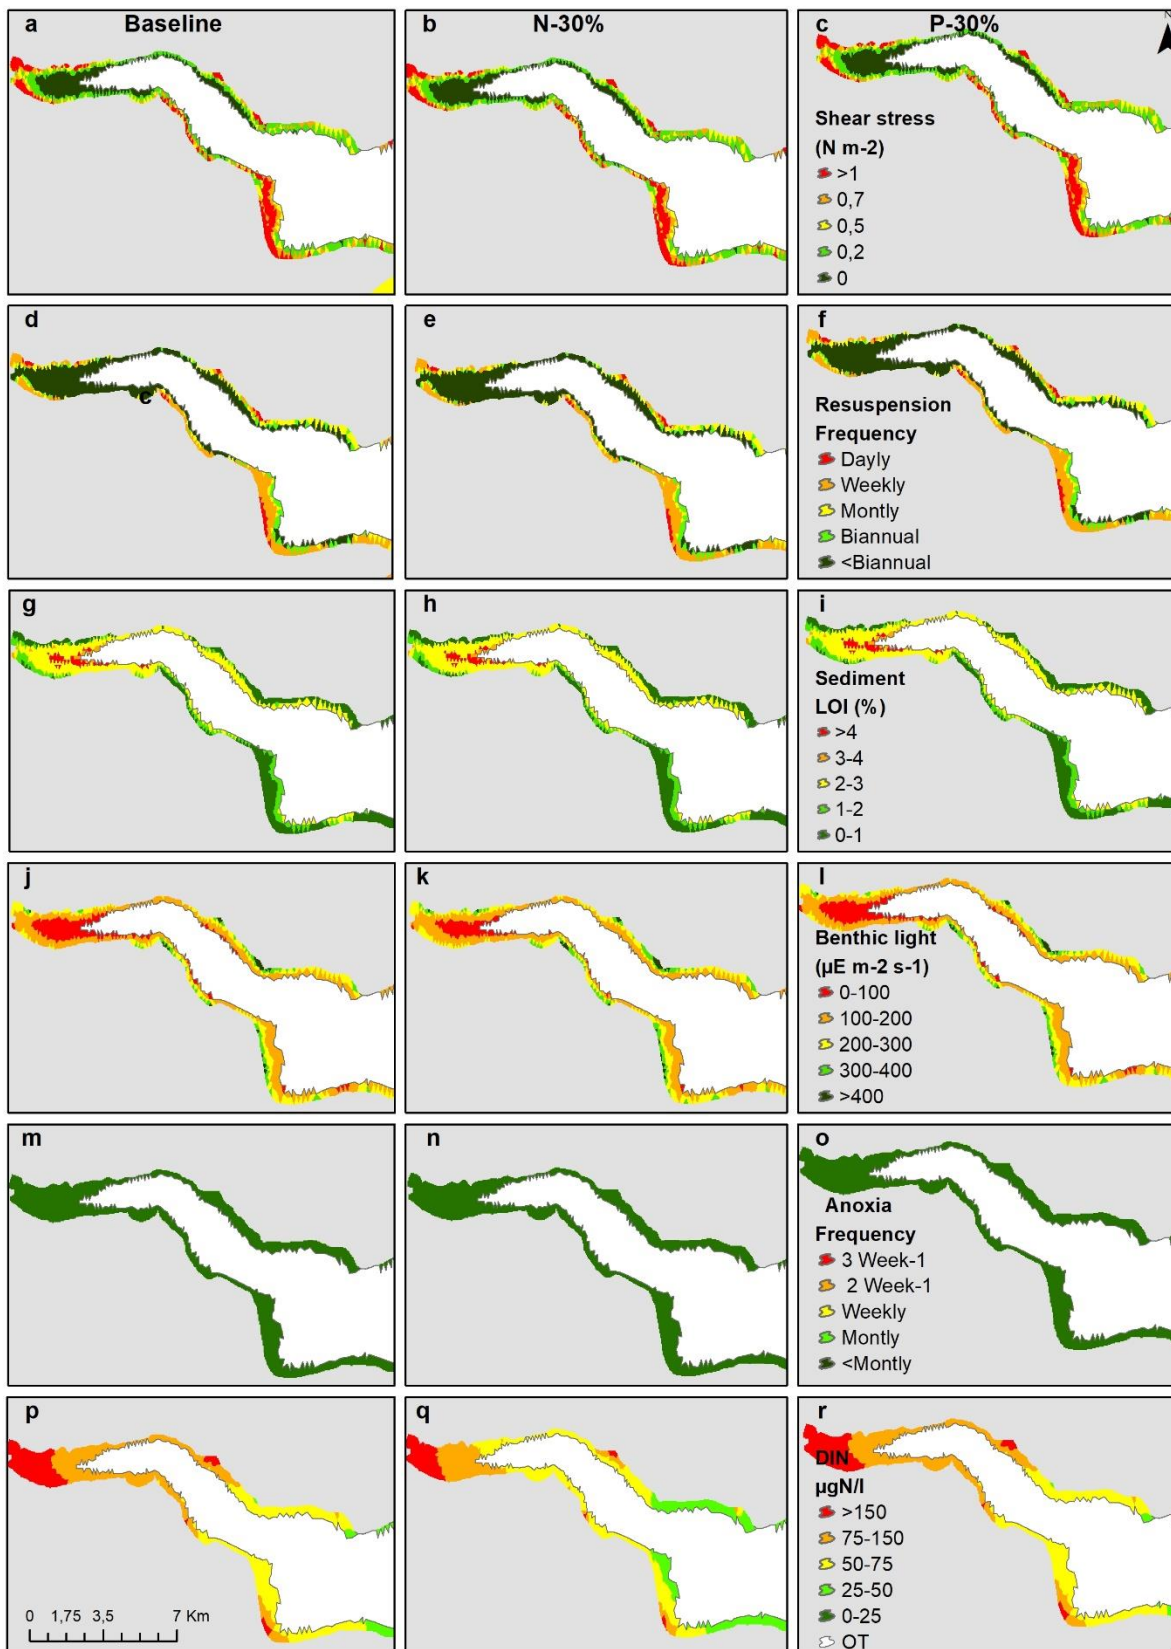 a Baseline
b N-30%
c P-30%
N
Shear stress
(N m-2)
>1
0,7
0,5
0,2
0
d
c
e
f
Resuspension
Frequency
Dayly
Weekly
Montly
Biannual
<Biannual
g
h
i
Sediment
LOI (%)
>4
3-4
2-3
1-2
0-1
j
k
l
Benthic light
(µE m-2 s-1)
0-100
100-200
200-300
300-400
>400
m
n
o
Anoxia
Frequency
3 Week-1
2 Week-1
Weekly
Montly
<Montly
p
0 1,75 3,5 7 Km
q
r
DIN
µgN/l
>150
75-150
50-75
25-50
0-25
OT